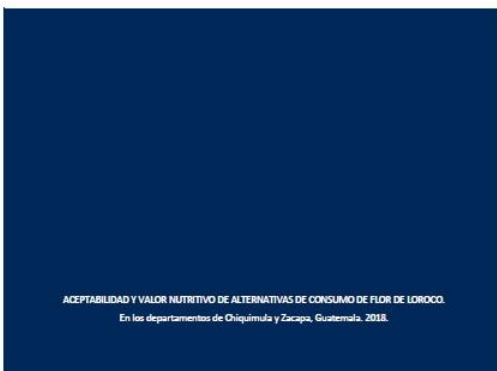 ACEPTABILIDAD Y VALOR NUTRITIVO DE ALTERNATIVAS DE CONSUMO DE FLOR DE LOROCO.
En los departamentos de Chiquimula y Zacapa, Guatemala. 2018.